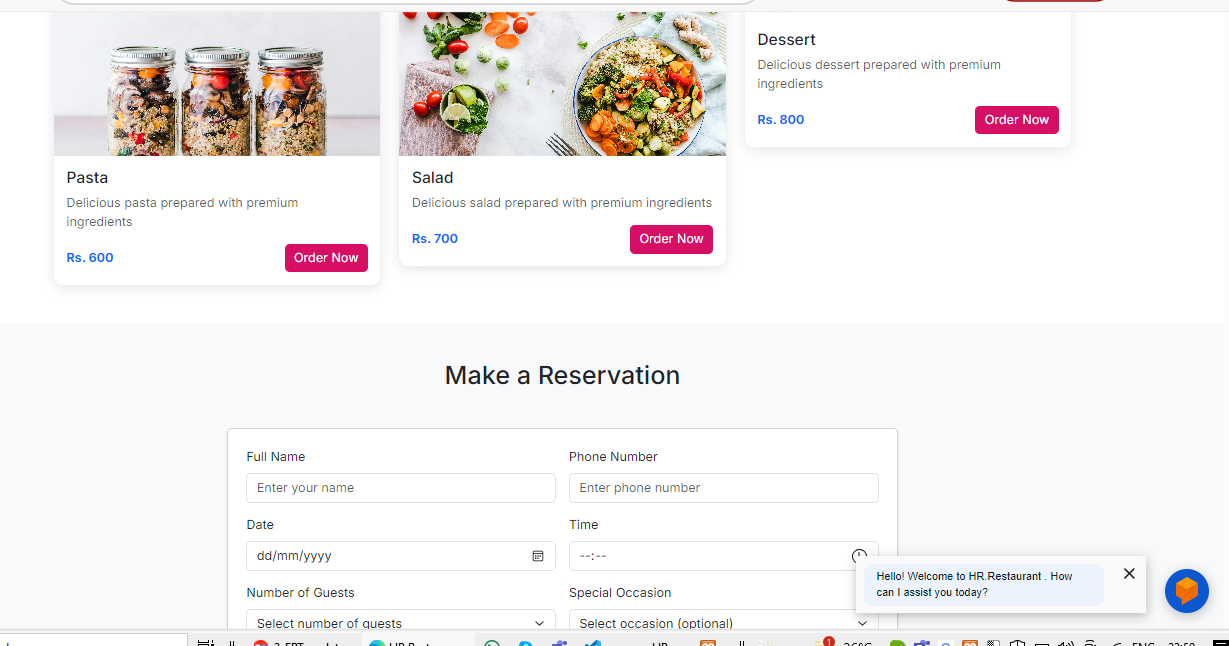 Dessert
Delicious dessert prepared with premium
ingredients
Rs. 800
Order Now
Pasta
Delicious pasta prepared with premium
ingredients
Rs. 600
Order Now
Salad
Delicious salad prepared with premium ingredients
Rs. 700
Order Now
Make a Reservation
Full Name
Phone Number
Enter your name
Enter phone number
Date
Time
dd/mm/yyyy
--:--
Number of Guests
Special Occasion
Select number of guests
Select occasion (optional)
Hello! Welcome to HR.Restaurant . How
can I assist you today?
1